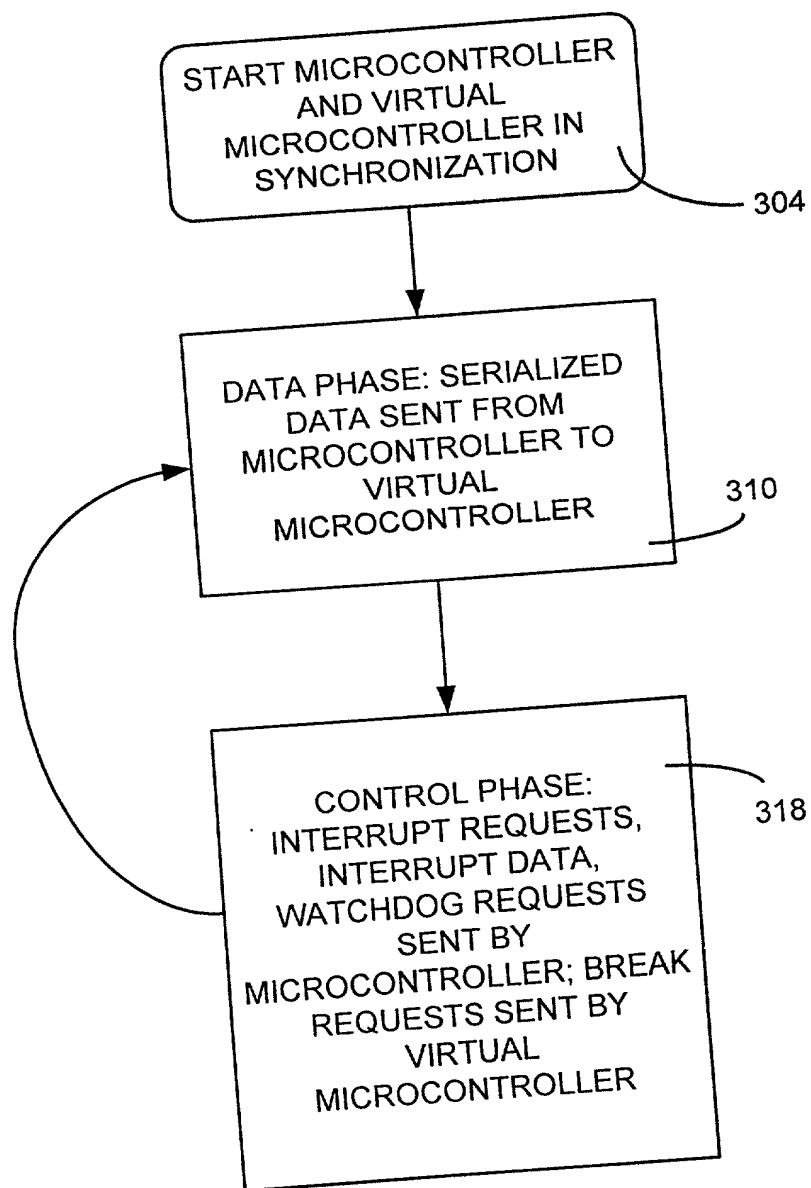 START MICROCONTROLLER
AND VIRTUAL
MICROCONTROLLER IN
SYNCHRONIZATION
304
DATA PHASE: SERIALIZED
DATA SENT FROM
MICROCONTROLLER TO
VIRTUAL
MICROCONTROLLER
310
CONTROL PHASE:
INTERRUPT REQUESTS,
INTERRUPT DATA,
WATCHDOG REQUESTS
SENT BY
MICROCONTROLLER; BREAK
REQUESTS SENT BY
VIRTUAL
MICROCONTROLLER
318